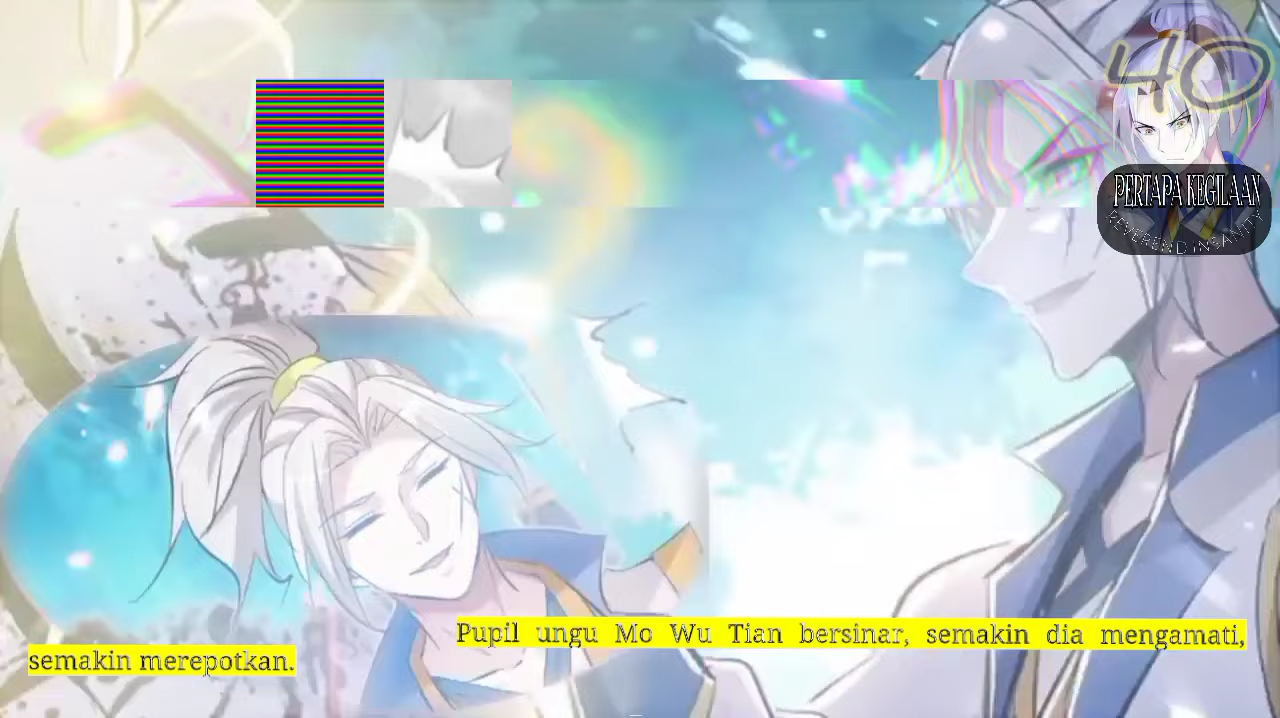 40
PERTAPA KEGILAAN
REVEREND INSANITY
Pupil ungu Mo Wu Tian bersinar, semakin dia mengamati,
semakin merepotkan.